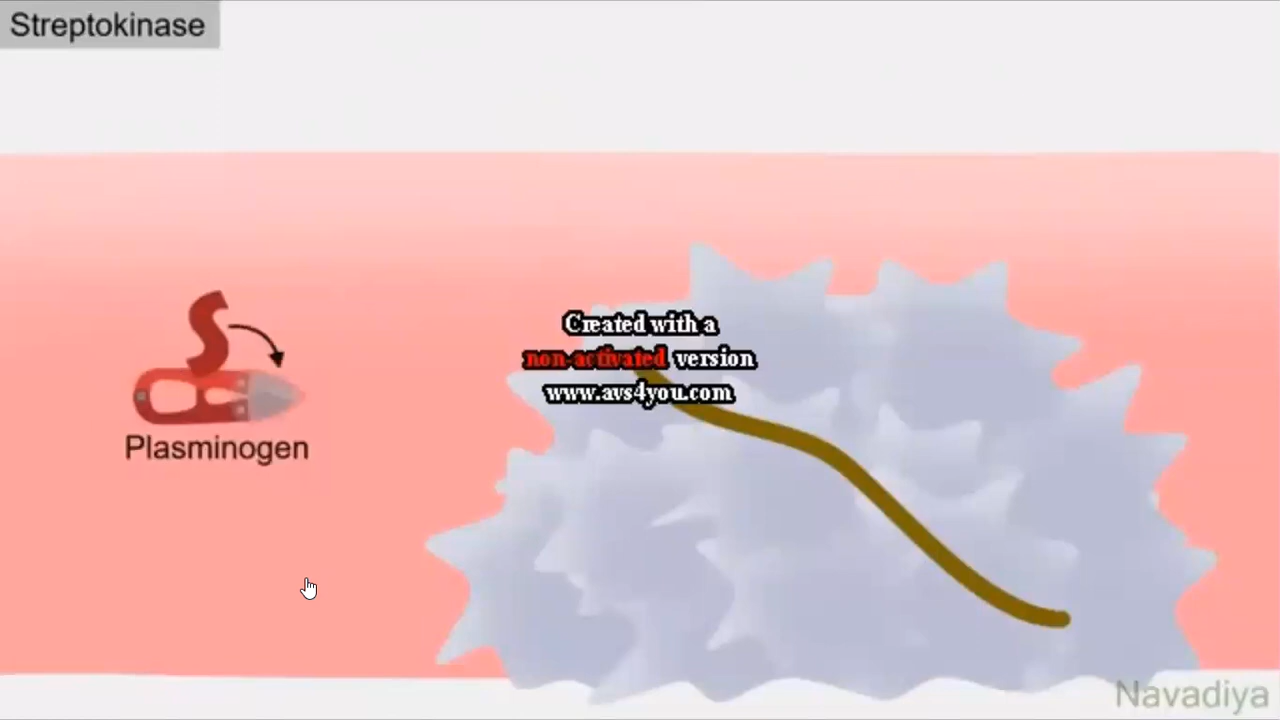 Streptokinase
Created with a
non-activated version
www.avs4you.com
Plasminogen
Navadiya